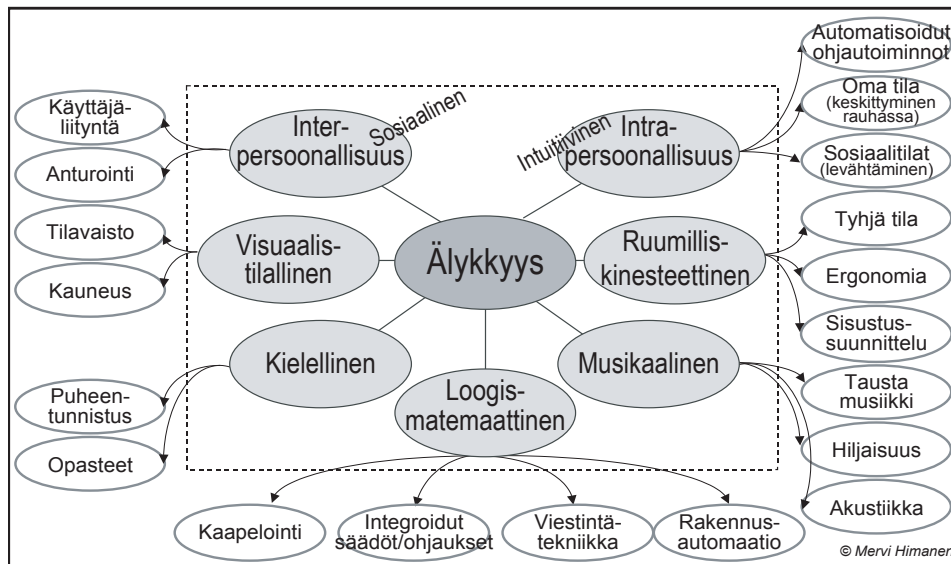 Automatisoidut
ohjautoiminnot
Oma tila
(keskittyminen
rauhassa)
Sosiaalitilat
(levähtäminen)
Käyttäjä-
liityntä
Anturointi
Inter-
persoonallisuus
Sosiaalinen
Intuitiivinen
Intra-
persoonallisuus
Tilavaisto
Kauneus
Visuaalis-
tilallinen
Älykkyys
Ruumillis-
kinesteettinen
Tyhjä tila
Ergonomia
Sisustus-
suunnittelu
Puheen-
tunnistus
Opasteet
Kielellinen
Loogis-
matemaattinen
Musikaalinen
Tausta
musiikki
Hiljaisuus
Akustiikka
Kaapelointi
Integroidut
säädöt/ohjaukset
Viestintä-
tekniikka
Rakennus-
automaatio
© Mervi Himanen